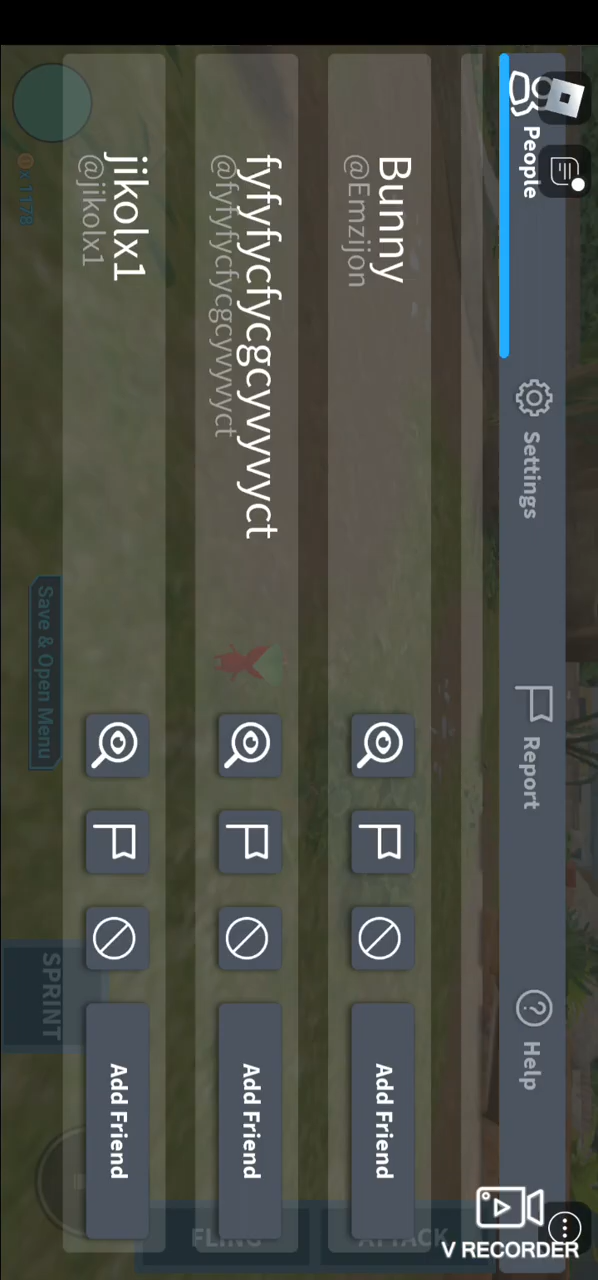 People
Settings
Report
Help
Bunny
@Emzijon
Add Friend
fyfyfycfycgcyvyvyct
@fyfyfycfycgcyvyvyct
Add Friend
jikolx1
@jikolx1
Add Friend
x 1178
Save & Open Menu
SPRINT
FLING
ATTACK
V RECORDER